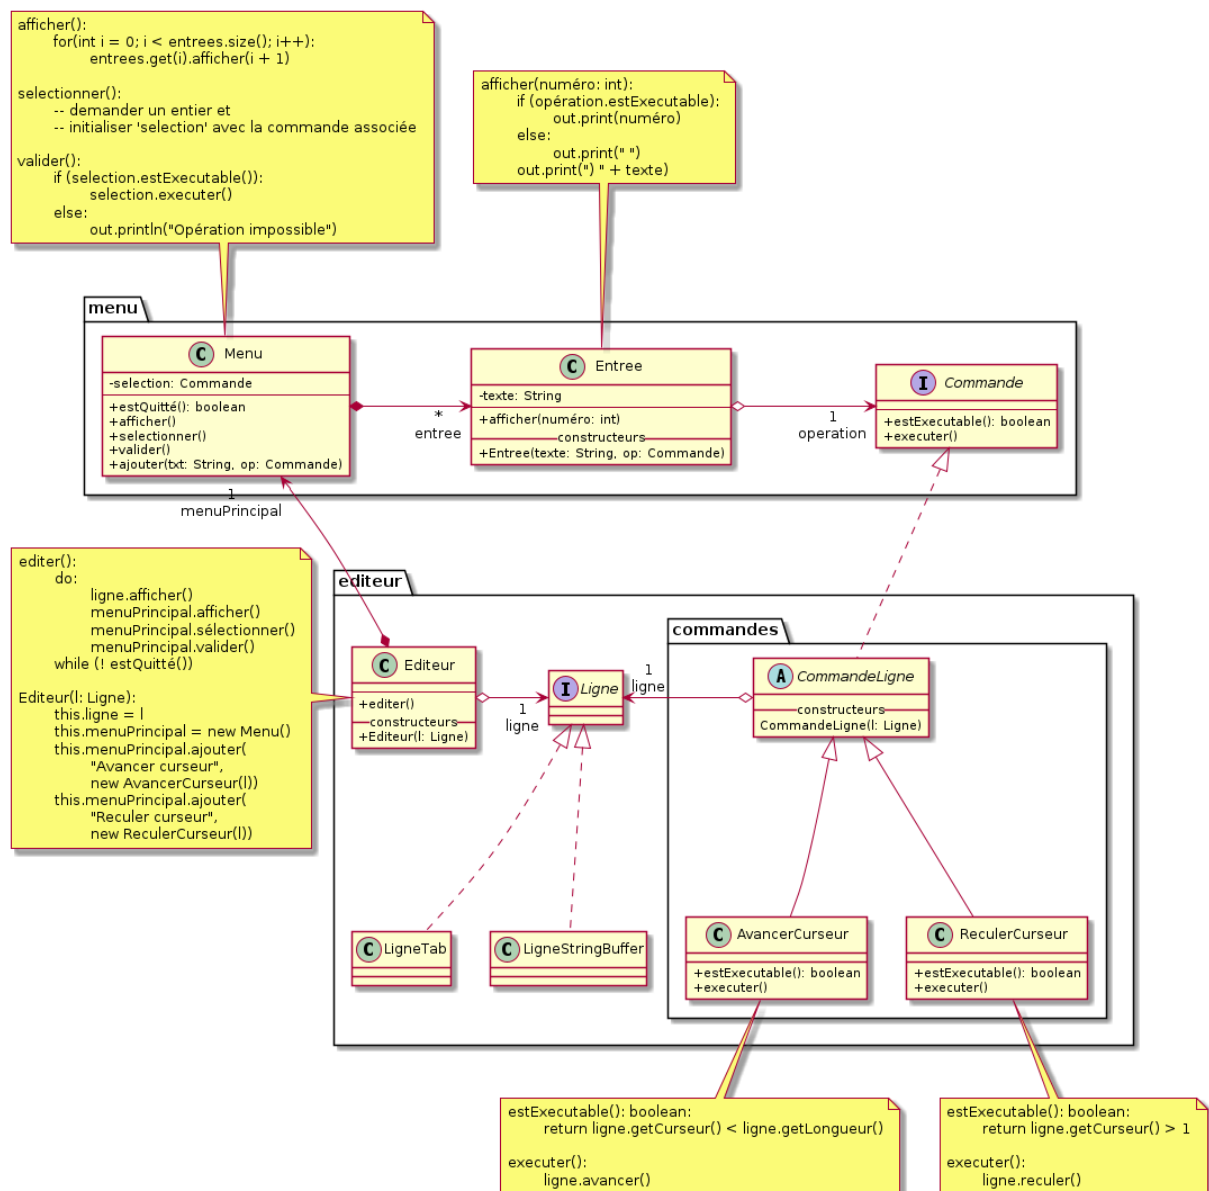 afficher():
for(int i = 0; i < entrees.size(); i++):
entrees.get(i).afficher(i + 1)
selectionner():
-- demander un entier et
-- initialiser 'selection' avec la commande associée
valider():
if (selection.estExecutable()):
selection.executer()
else:
out.println("Opération impossible")
afficher(numéro: int):
if (opération.estExecutable):
out.print(numéro)
else:
out.print(" ")
out.print(") " + texte)
menu
C Menu
-selection: Commande
+estQuitté(): boolean
+afficher()
+selectionner()
+valider()
+ajouter(txt: String, op: Commande)
*
entree
C Entree
-texte: String
+afficher(numéro: int)
constructeurs
+Entree(texte: String, op: Commande)
1
operation
I Commande
+estExecutable(): boolean
+executer()
1
menuPrincipal
editer():
do:
ligne.afficher()
menuPrincipal.afficher()
menuPrincipal.sélectionner()
menuPrincipal.valider()
while (! estQuitté())
Editeur(l: Ligne):
this.ligne = l
this.menuPrincipal = new Menu()
this.menuPrincipal.ajouter(
"Avancer curseur",
new AvancerCurseur(l))
this.menuPrincipal.ajouter(
"Reculer curseur",
new ReculerCurseur(l))
editeur
C Editeur
+editer()
constructeurs
+Editeur(l: Ligne)
1
ligne
I Ligne
1
ligne
commandes
A CommandeLigne
constructeurs
CommandeLigne(l: Ligne)
C LigneTab
C LigneStringBuffer
C AvancerCurseur
+estExecutable(): boolean
+executer()
C ReculerCurseur
+estExecutable(): boolean
+executer()
estExecutable(): boolean:
return ligne.getCurseur() < ligne.getLongueur()
executer():
ligne.avancer()
estExecutable(): boolean:
return ligne.getCurseur() > 1
executer():
ligne.reculer()